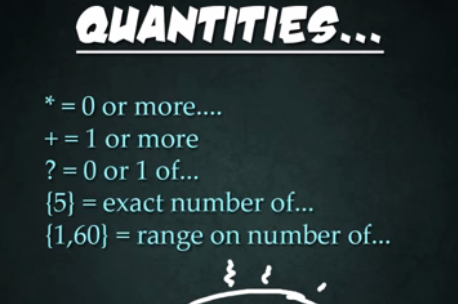 QUANTITIES...
* = 0 or more....
+ = 1 or more
? = 0 or 1 of...
{5} = exact number of...
{1,60} = range on number of...